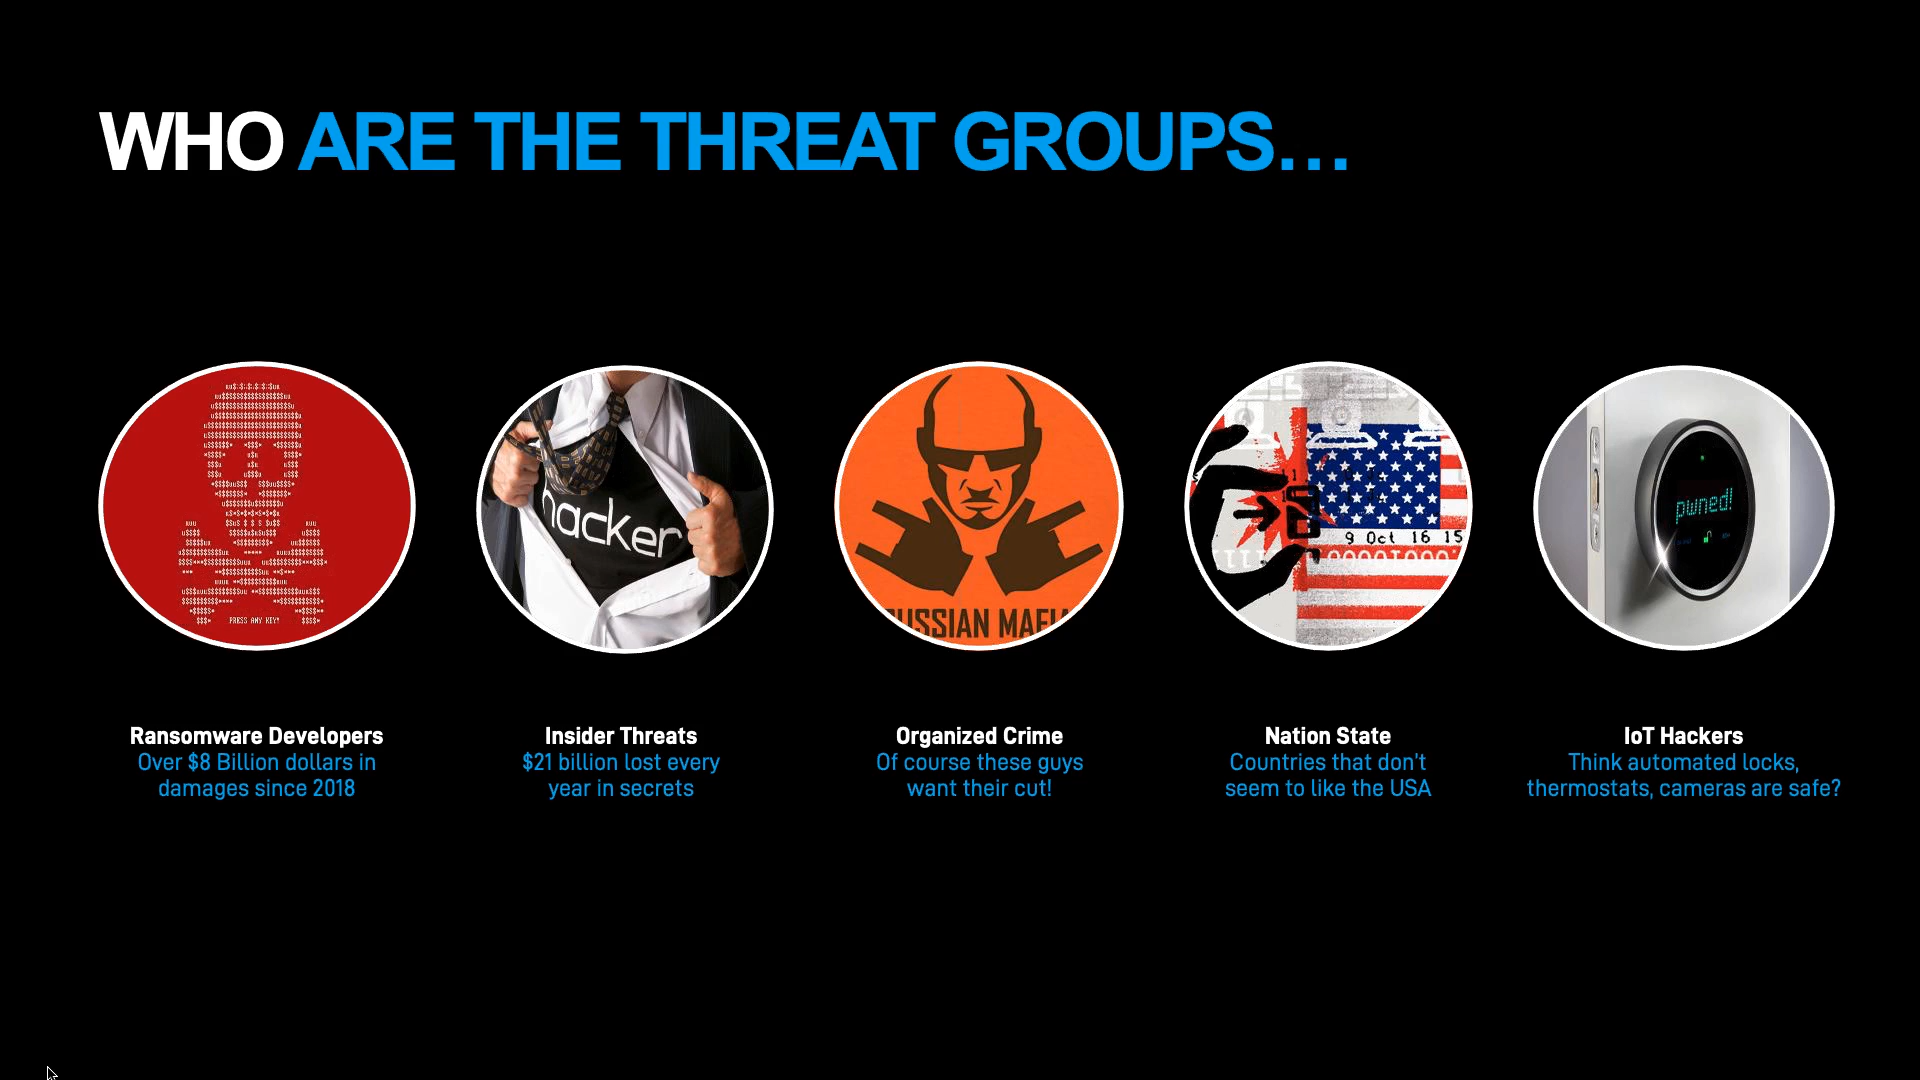 WHO ARE THE THREAT GROUPS...
PRESS ANY KEY!
hacker
RUSSIAN MAFIA
9 Oct 16 15
pwned!
Ransomware Developers
Over $8 Billion dollars in
damages since 2018
Insider Threats
$21 billion lost every
year in secrets
Organized Crime
Of course these guys
want their cut!
Nation State
Countries that don't
seem to like the USA
IoT Hackers
Think automated locks,
thermostats, cameras are safe?